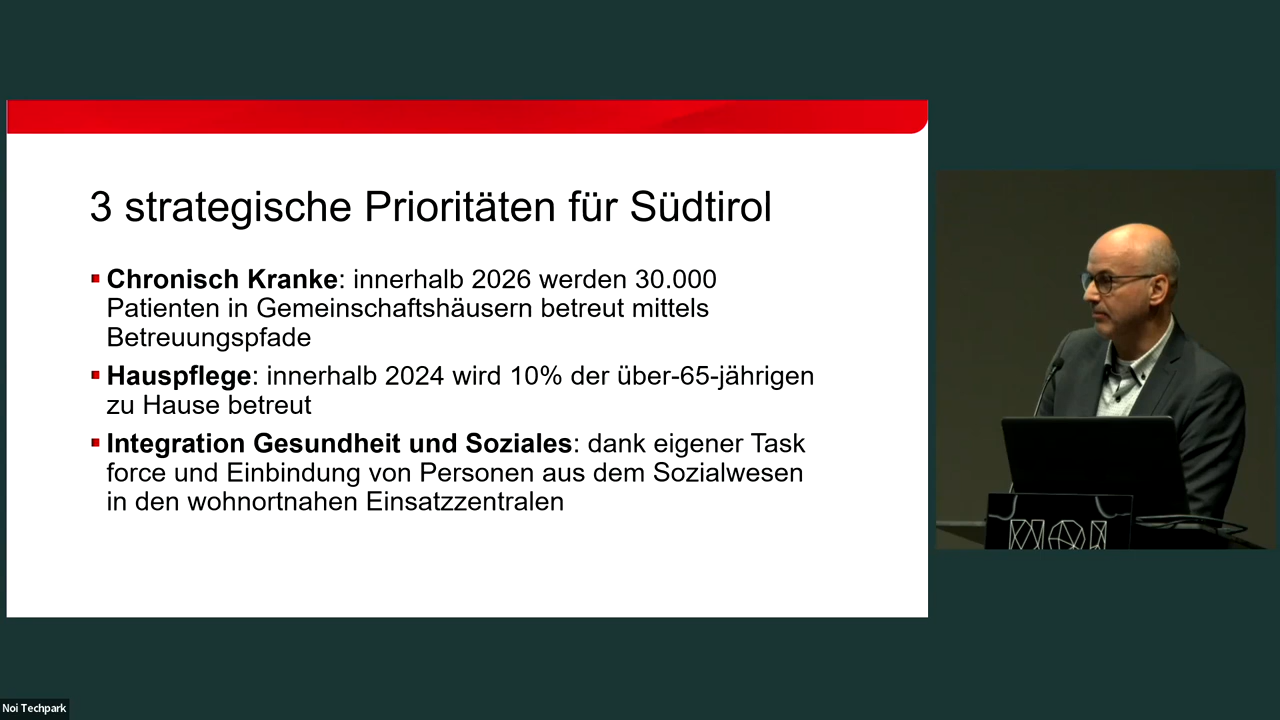 3 strategische Prioritäten für Südtirol
Chronisch Kranke: innerhalb 2026 werden 30.000
Patienten in Gemeinschaftshäusern betreut mittels
Betreuungspfade
Hauspflege: innerhalb 2024 wird 10% der über-65-jährigen
zu Hause betreut
Integration Gesundheit und Soziales: dank eigener Task
force und Einbindung von Personen aus dem Sozialwesen
in den wohnortnahen Einsatzzentralen
NOI
Noi Techpark